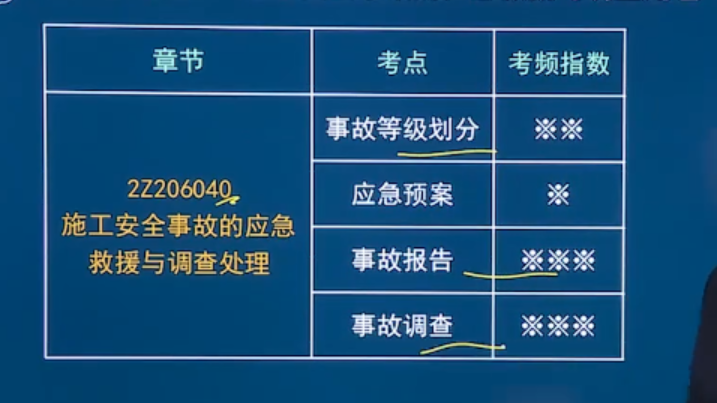 章节 考点 考频指数
事故等级划分 ※※
应急预案 ※
2Z206040
施工安全事故的应急
救援与调查处理
事故报告 ※※※
事故调查 ※※※